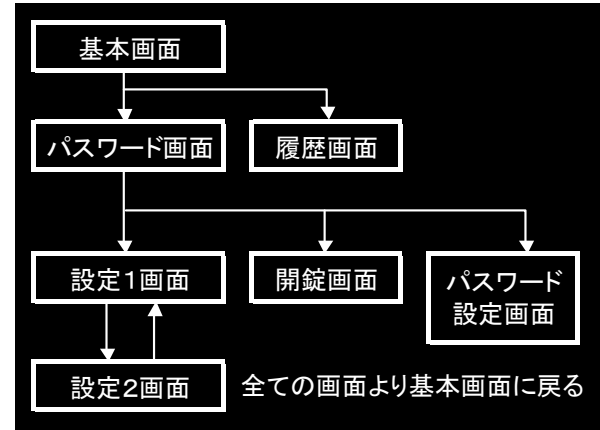 基本画面
パスワード画面
履歴画面
設定1画面
開錠画面
パスワード
設定画面
設定2画面
全ての画面より基本画面に戻る